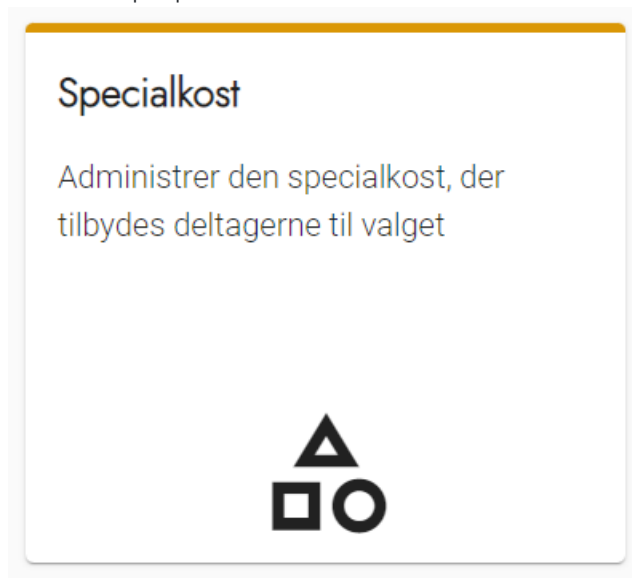 Specialkost
Administrer den specialkost, der
tilbydes deltagerne til valget